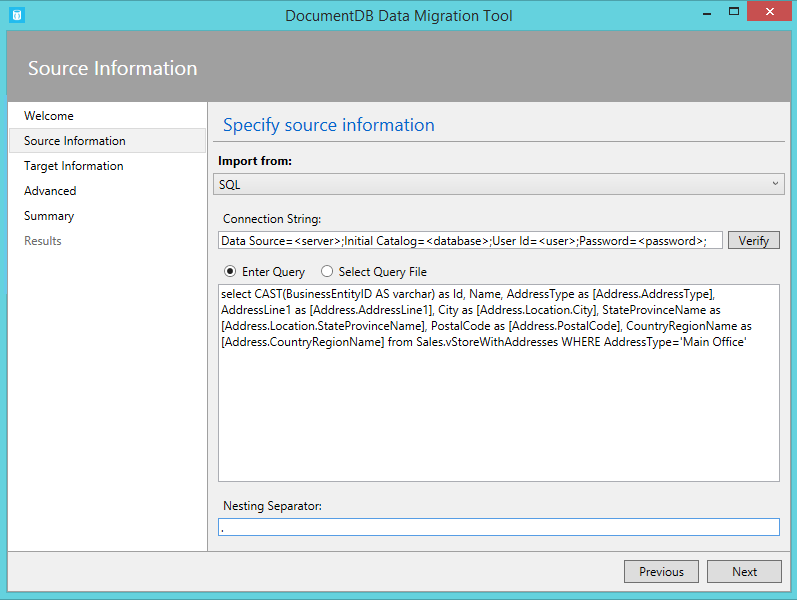 DocumentDB Data Migration Tool
Source Information
Welcome
Source Information
Target Information
Advanced
Summary
Results
Specify source information
Import from:
SQL
Connection String:
Data Source=<server>;Initial Catalog=<database>;User Id=<user>;Password=<password>;
Verify
Enter Query
Select Query File
select CAST(BusinessEntityID AS varchar) as Id, Name, AddressType as [Address.AddressType],
AddressLine1 as [Address.AddressLine1], City as [Address.Location.City], StateProvinceName as
[Address.Location.StateProvinceName], PostalCode as [Address.PostalCode], CountryRegionName as
[Address.CountryRegionName] from Sales.vStoreWithAddresses WHERE AddressType='Main Office'
Nesting Separator:
.
Previous
Next